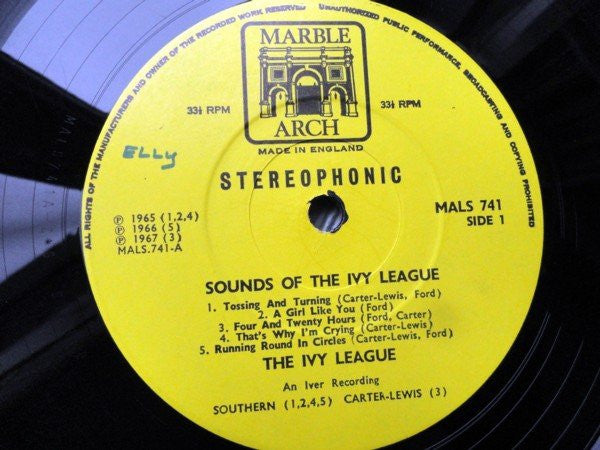 ALL RIGHTS OF THE MANUFACTURERS AND OWNER OF THE RECORDED WORK RESERVED
UNAUTHORIZED PUBLIC PERFORMANCE, BROADCASTING AND COPYING PROHIBITED
MARBLE
ARCH
33⅓ RPM
33⅓ RPM
MADE IN ENGLAND
ELLY
STEREOPHONIC
Ⓟ 1965 (1,2,4)
Ⓟ 1966 (5)
Ⓟ 1967 (3)
MALS.741-A
MALS 741
SIDE 1
SOUNDS OF THE IVY LEAGUE
1. Tossing And Turning (Carter-Lewis, Ford)
2. A Girl Like You (Ford)
3. Four And Twenty Hours (Ford, Carter)
4. That's Why I'm Crying (Carter-Lewis)
5. Running Round In Circles (Carter-Lewis, Ford)
THE IVY LEAGUE
An Iver Recording
SOUTHERN (1,2,4,5) CARTER-LEWIS (3)